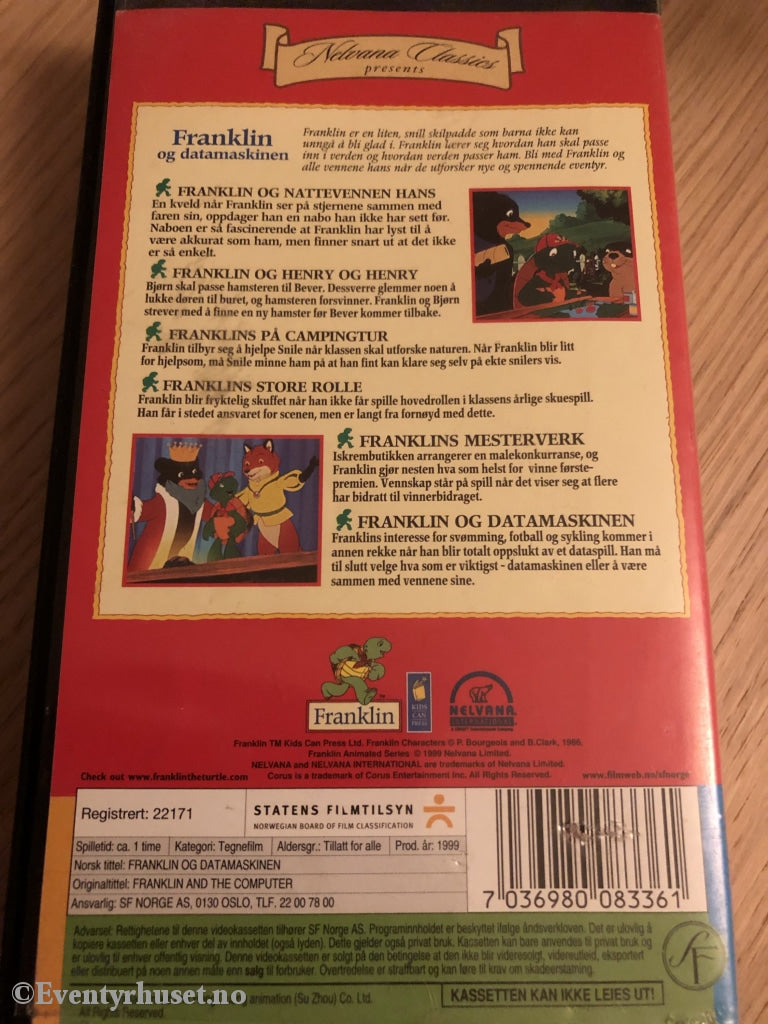 Nelvana Classics
presents
Franklin
og datamaskinen
Franklin er en liten, snill skilpadde som barna ikke kan
unngå å bli glad i. Franklin lærer seg hvordan han skal passe
inn i verden og hvordan verden passer ham. Bli med Franklin og
alle vennene hans når de utforsker nye og spennende eventyr.
FRANKLIN OG NATTEVENNEN HANS
En kveld når Franklin ser på stjernene sammen med
faren sin, oppdager han en nabo han ikke har sett før.
Naboen er så fascinerende at Franklin har lyst til å
være akkurat som ham, men finner snart ut at det ikke
er så enkelt.
FRANKLIN OG HENRY OG HENRY
Bjørn skal passe hamsteren til Bever. Dessverre glemmer noen å
lukke døren til buret, og hamsteren forsvinner. Franklin og Bjørn
strever med å finne en ny hamster før Bever kommer tilbake.
FRANKLINS PÅ CAMPINGTUR
Franklin tilbyr seg å hjelpe Snile når klassen skal utforske naturen. Når Franklin blir litt
for hjelpsom, må Snile minne ham på at han fint kan klare seg selv på ekte snilers vis.
FRANKLINS STORE ROLLE
Franklin blir fryktelig skuffet når han ikke får spille hovedrollen i klassens årlige skuespill.
Han får i stedet ansvaret for scenen, men er langt fra fornøyd med dette.
FRANKLINS MESTERVERK
Iskrembutikken arrangerer en malekonkurranse, og
Franklin gjør nesten hva som helst for vinne første-
premien. Vennskap står på spill når det viser seg at flere
har bidratt til vinnerbidraget.
FRANKLIN OG DATAMASKINEN
Franklins interesse for svømming, fotball og sykling kommer i
annen rekke når han blir totalt oppslukt av et dataspill. Han må
til slutt velge hva som er viktigst - datamaskinen eller å være
sammen med vennene sine.
Franklin
TM
KIDS
CAN
PRESS
NELVANA
INTERNATIONAL
Franklin TM Kids Can Press Ltd. Franklin Characters © P. Bourgeois and B.Clark, 1986.
Franklin Animated Series © 1999 Nelvana Limited.
NELVANA and NELVANA INTERNATIONAL are trademarks of Nelvana Limited.
Check out www.franklintheturtle.com
Corus is a trademark of Corus Entertainment Inc. All Rights Reserved.
www.filmweb.no/sfnorge
Registrert: 22171
STATENS FILMTILSYN
NORWEGIAN BOARD OF FILM CLASSIFICATION
Spilletid: ca. 1 time Kategori: Tegnefilm Aldersgr.: Tillatt for alle Prod. år: 1999
Norsk tittel: FRANKLIN OG DATAMASKINEN
Originaltittel: FRANKLIN AND THE COMPUTER
Ansvarlig: SF NORGE AS, 0130 OSLO, TLF. 22 00 78 00
7 036980 083361
Advarsel: Rettighetene til denne videokassetten tilhører SF Norge AS. Programinnholdet er beskyttet ifølge åndsverkloven. Det er ulovlig å
kopiere kassetten eller enhver del av innholdet (også lyden). Dette gjelder også privat bruk. Kassetten kan bare anvendes til privat bruk og
er ulovlig til enhver offentlig visning. Denne videokassetten er solgt på den betingelse at den ikke blir videresolgt, videreutleid, eksportert
eller distribuert på noen annen måte enn salg til forbruker. Overtredelse er straffbart og kan føre til krav om skadeerstatning.
SF
©Eventyrhuset.no
animation (Su Zhou) Co. Ltd.
KASSETTEN KAN IKKE LEIES UT!
All Rights Reserved.